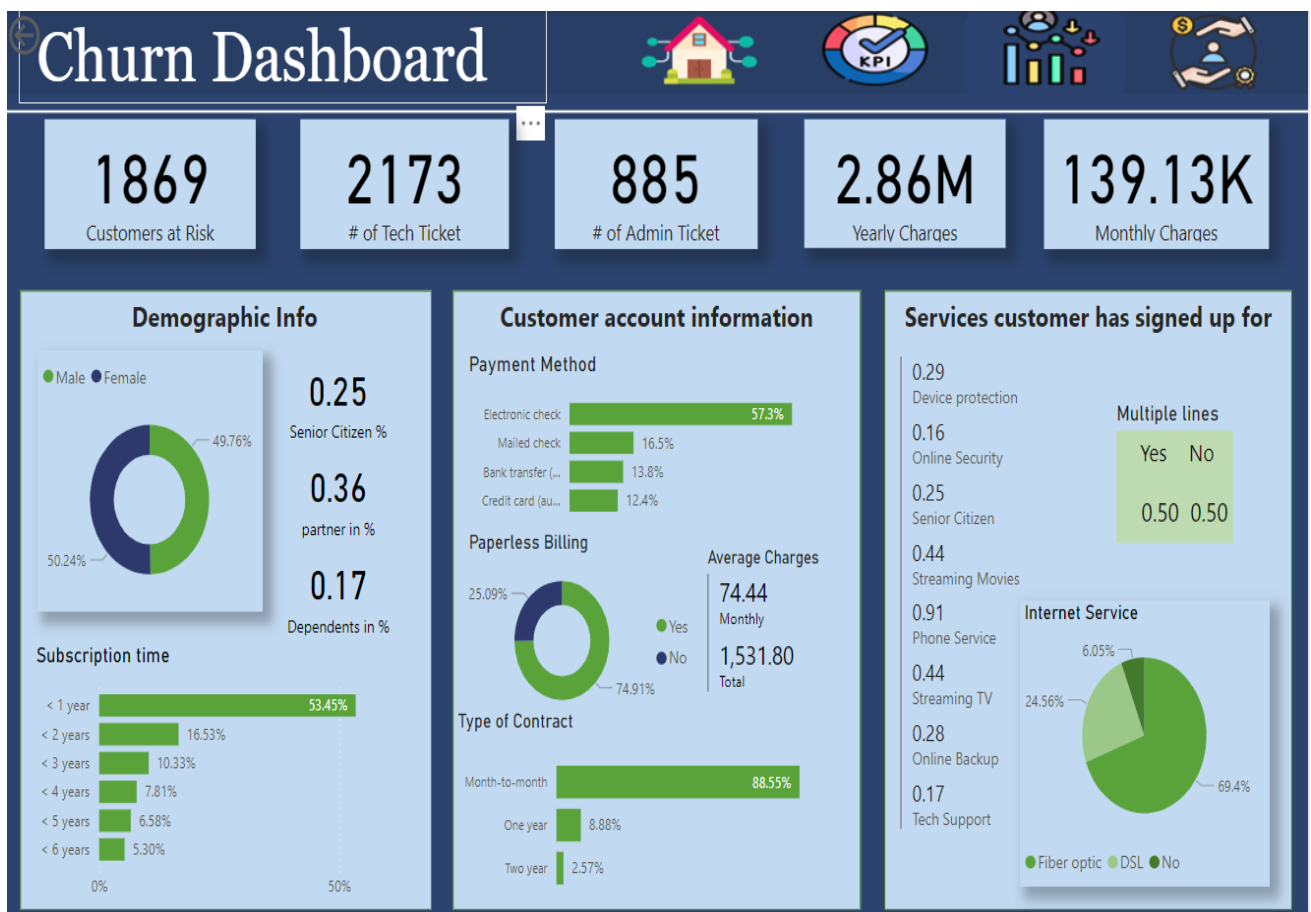 Churn Dashboard
KPI
1869
Customers at Risk
2173
# of Tech Ticket
885
# of Admin Ticket
2.86M
Yearly Charges
139.13K
Monthly Charges
Demographic Info
Male Female
49.76%
50.24%
0.25
Senior Citizen %
0.36
partner in %
0.17
Dependents in %
Subscription time
< 1 year 53.45%
< 2 years 16.53%
< 3 years 10.33%
< 4 years 7.81%
< 5 years 6.58%
< 6 years 5.30%
0% 50%
Customer account information
Payment Method
Electronic check 57.3%
Mailed check 16.5%
Bank transfer (... 13.8%
Credit card (au... 12.4%
Paperless Billing
25.09%
74.91%
Yes
No
Average Charges
74.44
Monthly
1,531.80
Total
Type of Contract
Month-to-month 88.55%
One year 8.88%
Two year 2.57%
Services customer has signed up for
0.29
Device protection
0.16
Online Security
0.25
Senior Citizen
0.44
Streaming Movies
0.91
Phone Service
0.44
Streaming TV
0.28
Online Backup
0.17
Tech Support
Multiple lines
Yes No
0.50 0.50
Internet Service
6.05%
24.56%
69.4%
Fiber optic DSL No